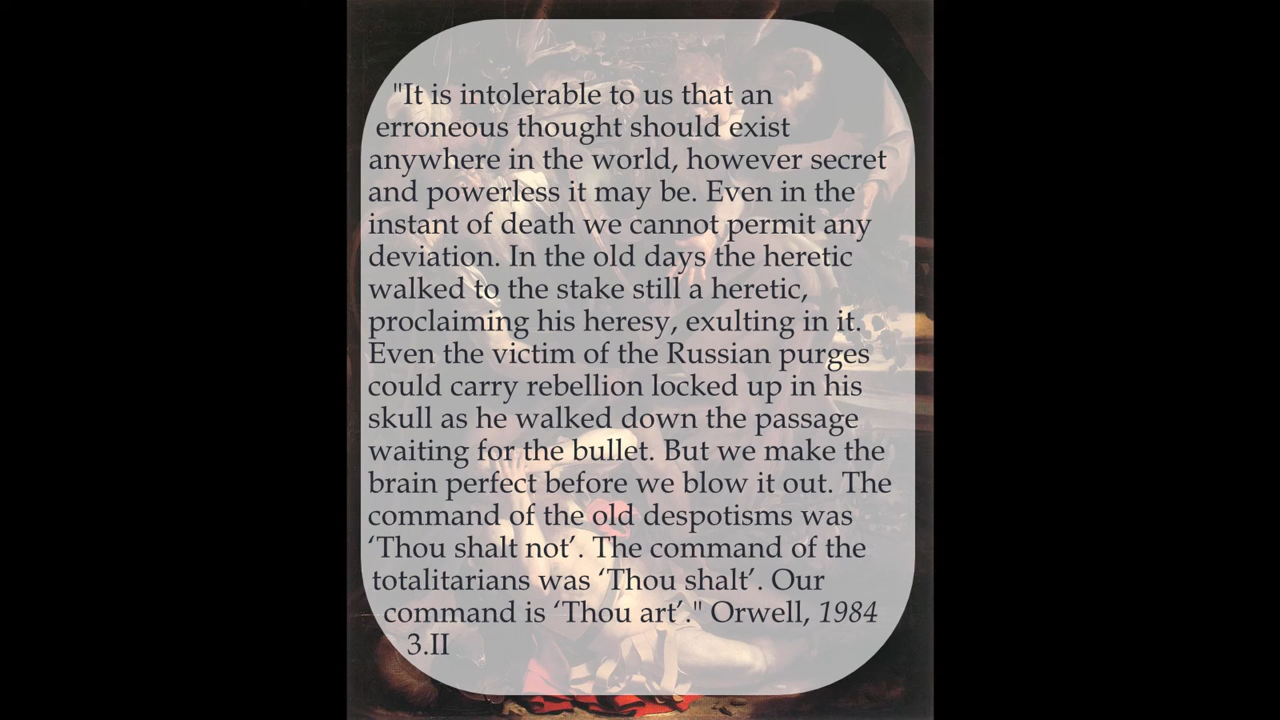 "It is intolerable to us that an
erroneous thought should exist
anywhere in the world, however secret
and powerless it may be. Even in the
instant of death we cannot permit any
deviation. In the old days the heretic
walked to the stake still a heretic,
proclaiming his heresy, exulting in it.
Even the victim of the Russian purges
could carry rebellion locked up in his
skull as he walked down the passage
waiting for the bullet. But we make the
brain perfect before we blow it out. The
command of the old despotisms was
‘Thou shalt not’. The command of the
totalitarians was ‘Thou shalt’. Our
command is ‘Thou art’." Orwell, 1984
3.II